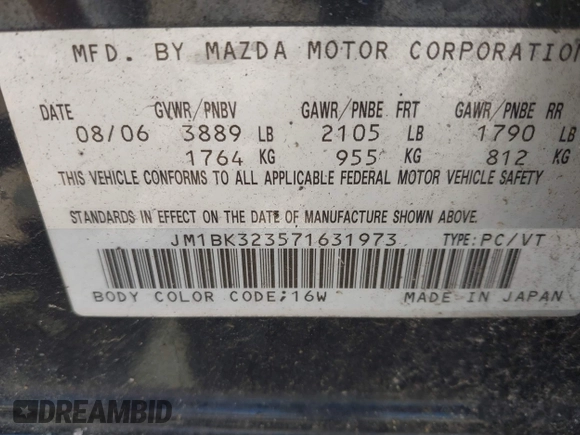 MFD. BY MAZDA MOTOR CORPORATION
DATE GVWR/PNBV GAWR/PNBE FRT GAWR/PNBE RR
08/06 3889 LB 2105 LB 1790 LB
1764 KG 955 KG 812 KG
THIS VEHICLE CONFORMS TO ALL APPLICABLE FEDERAL MOTOR VEHICLE SAFETY
STANDARDS IN EFFECT ON THE DATE OF MANUFACTURE SHOWN ABOVE.
JM1BK323571631973 TYPE:PC/VT
BODY COLOR CODE;16W MADE IN JAPAN
DREAMBID